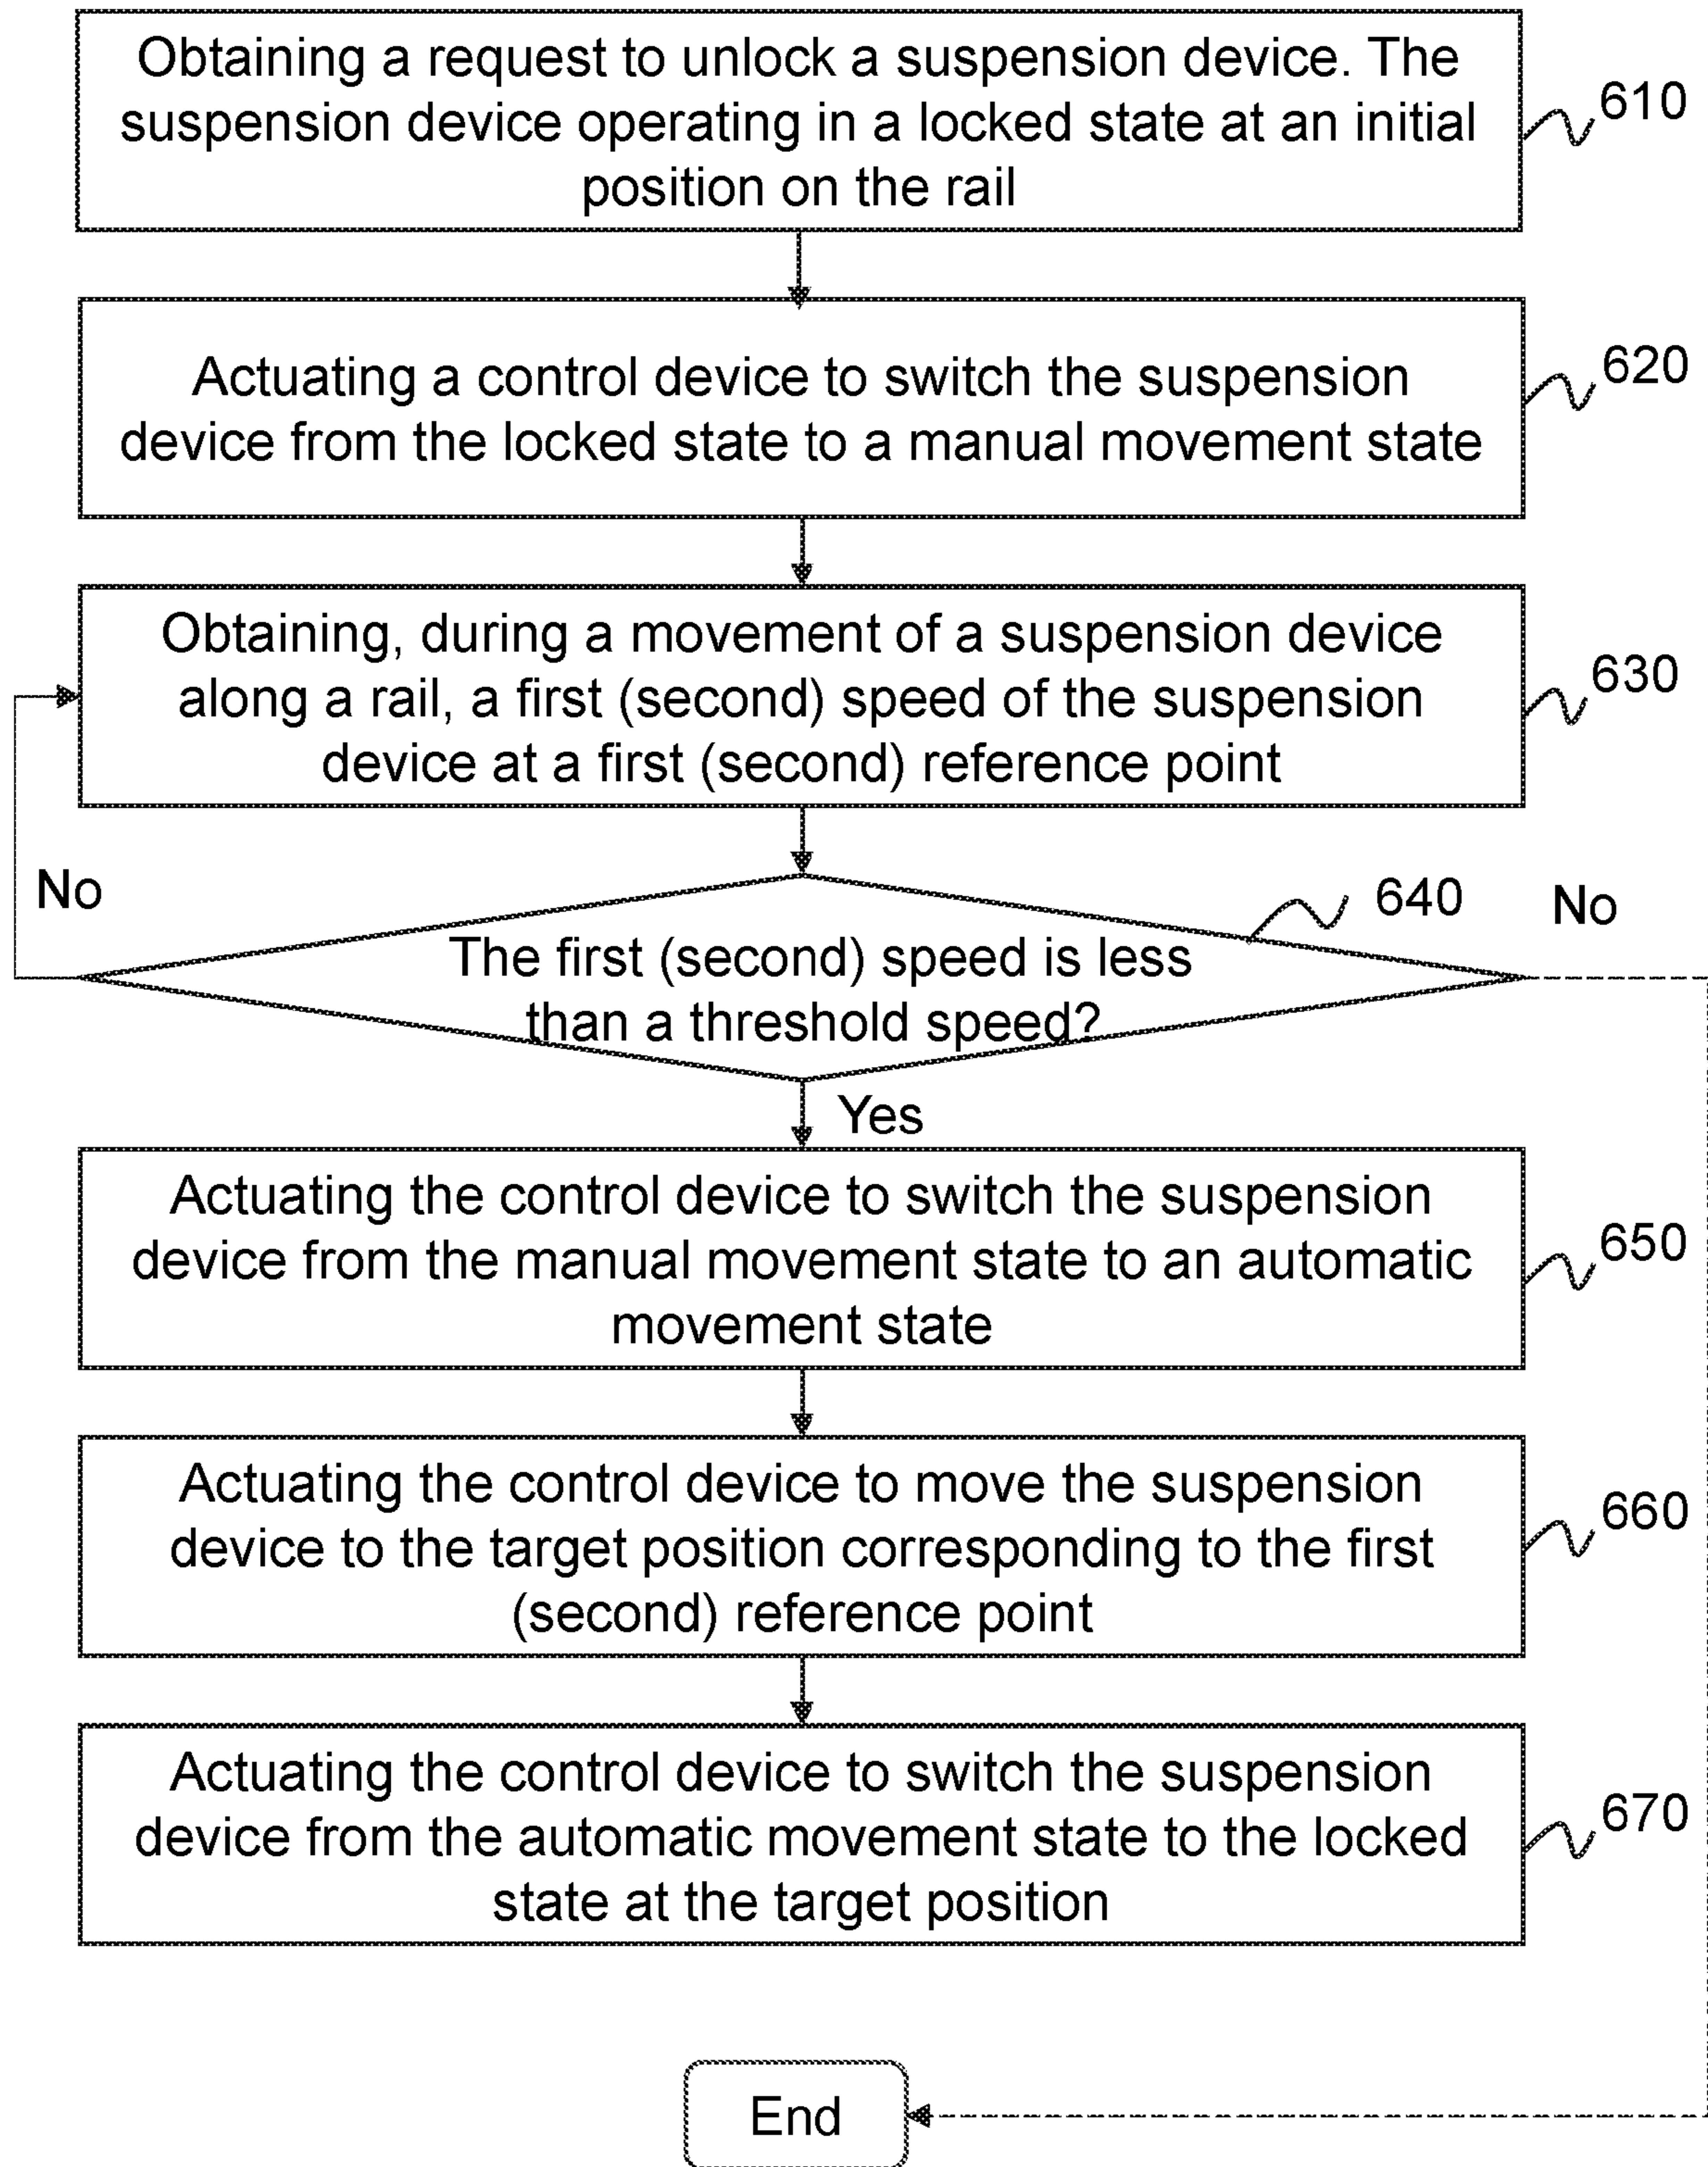 Obtaining a request to unlock a suspension device. The
suspension device operating in a locked state at an initial
position on the rail
610
Actuating a control device to switch the suspension
device from the locked state to a manual movement state
620
Obtaining, during a movement of a suspension device
along a rail, a first (second) speed of the suspension
device at a first (second) reference point
630
No
640
No
The first (second) speed is less
than a threshold speed?
Yes
Actuating the control device to switch the suspension
device from the manual movement state to an automatic
movement state
650
Actuating the control device to move the suspension
device to the target position corresponding to the first
(second) reference point
660
Actuating the control device to switch the suspension
device from the automatic movement state to the locked
state at the target position
670
End